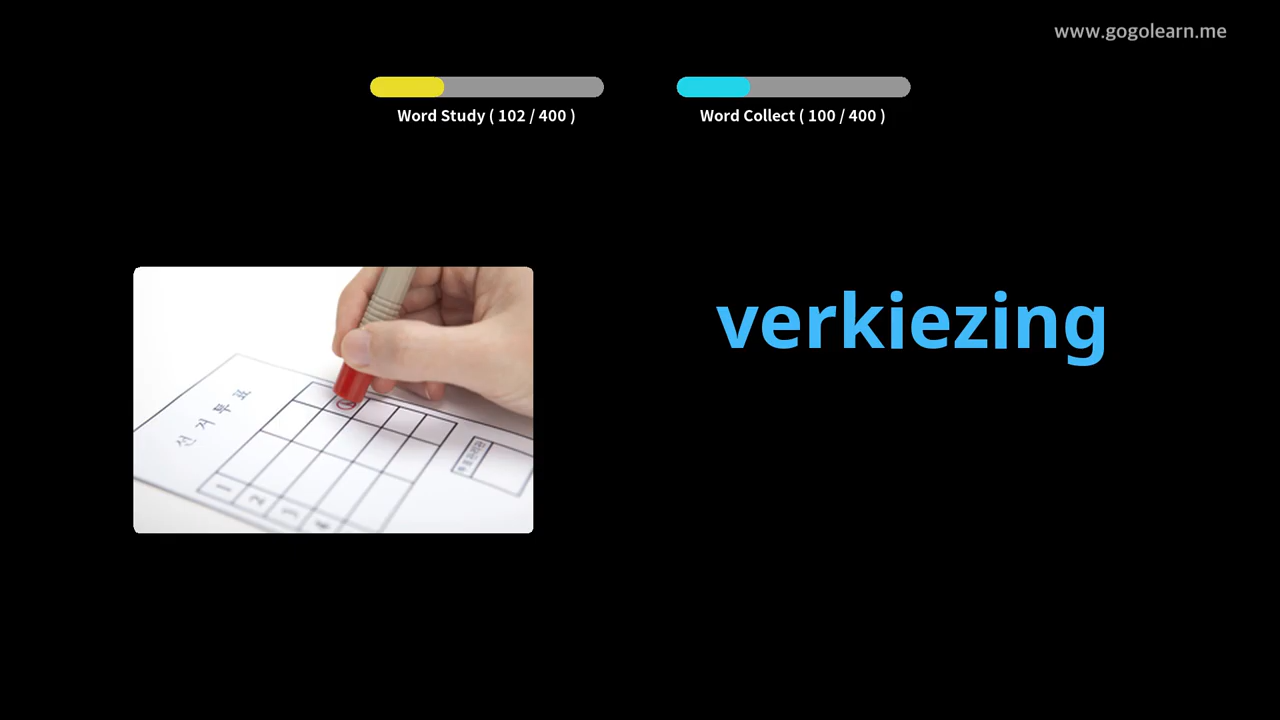 www.gogolearn.me
Word Study ( 102 / 400 )
Word Collect ( 100 / 400 )
verkiezing
선거투표
1
2
3
4